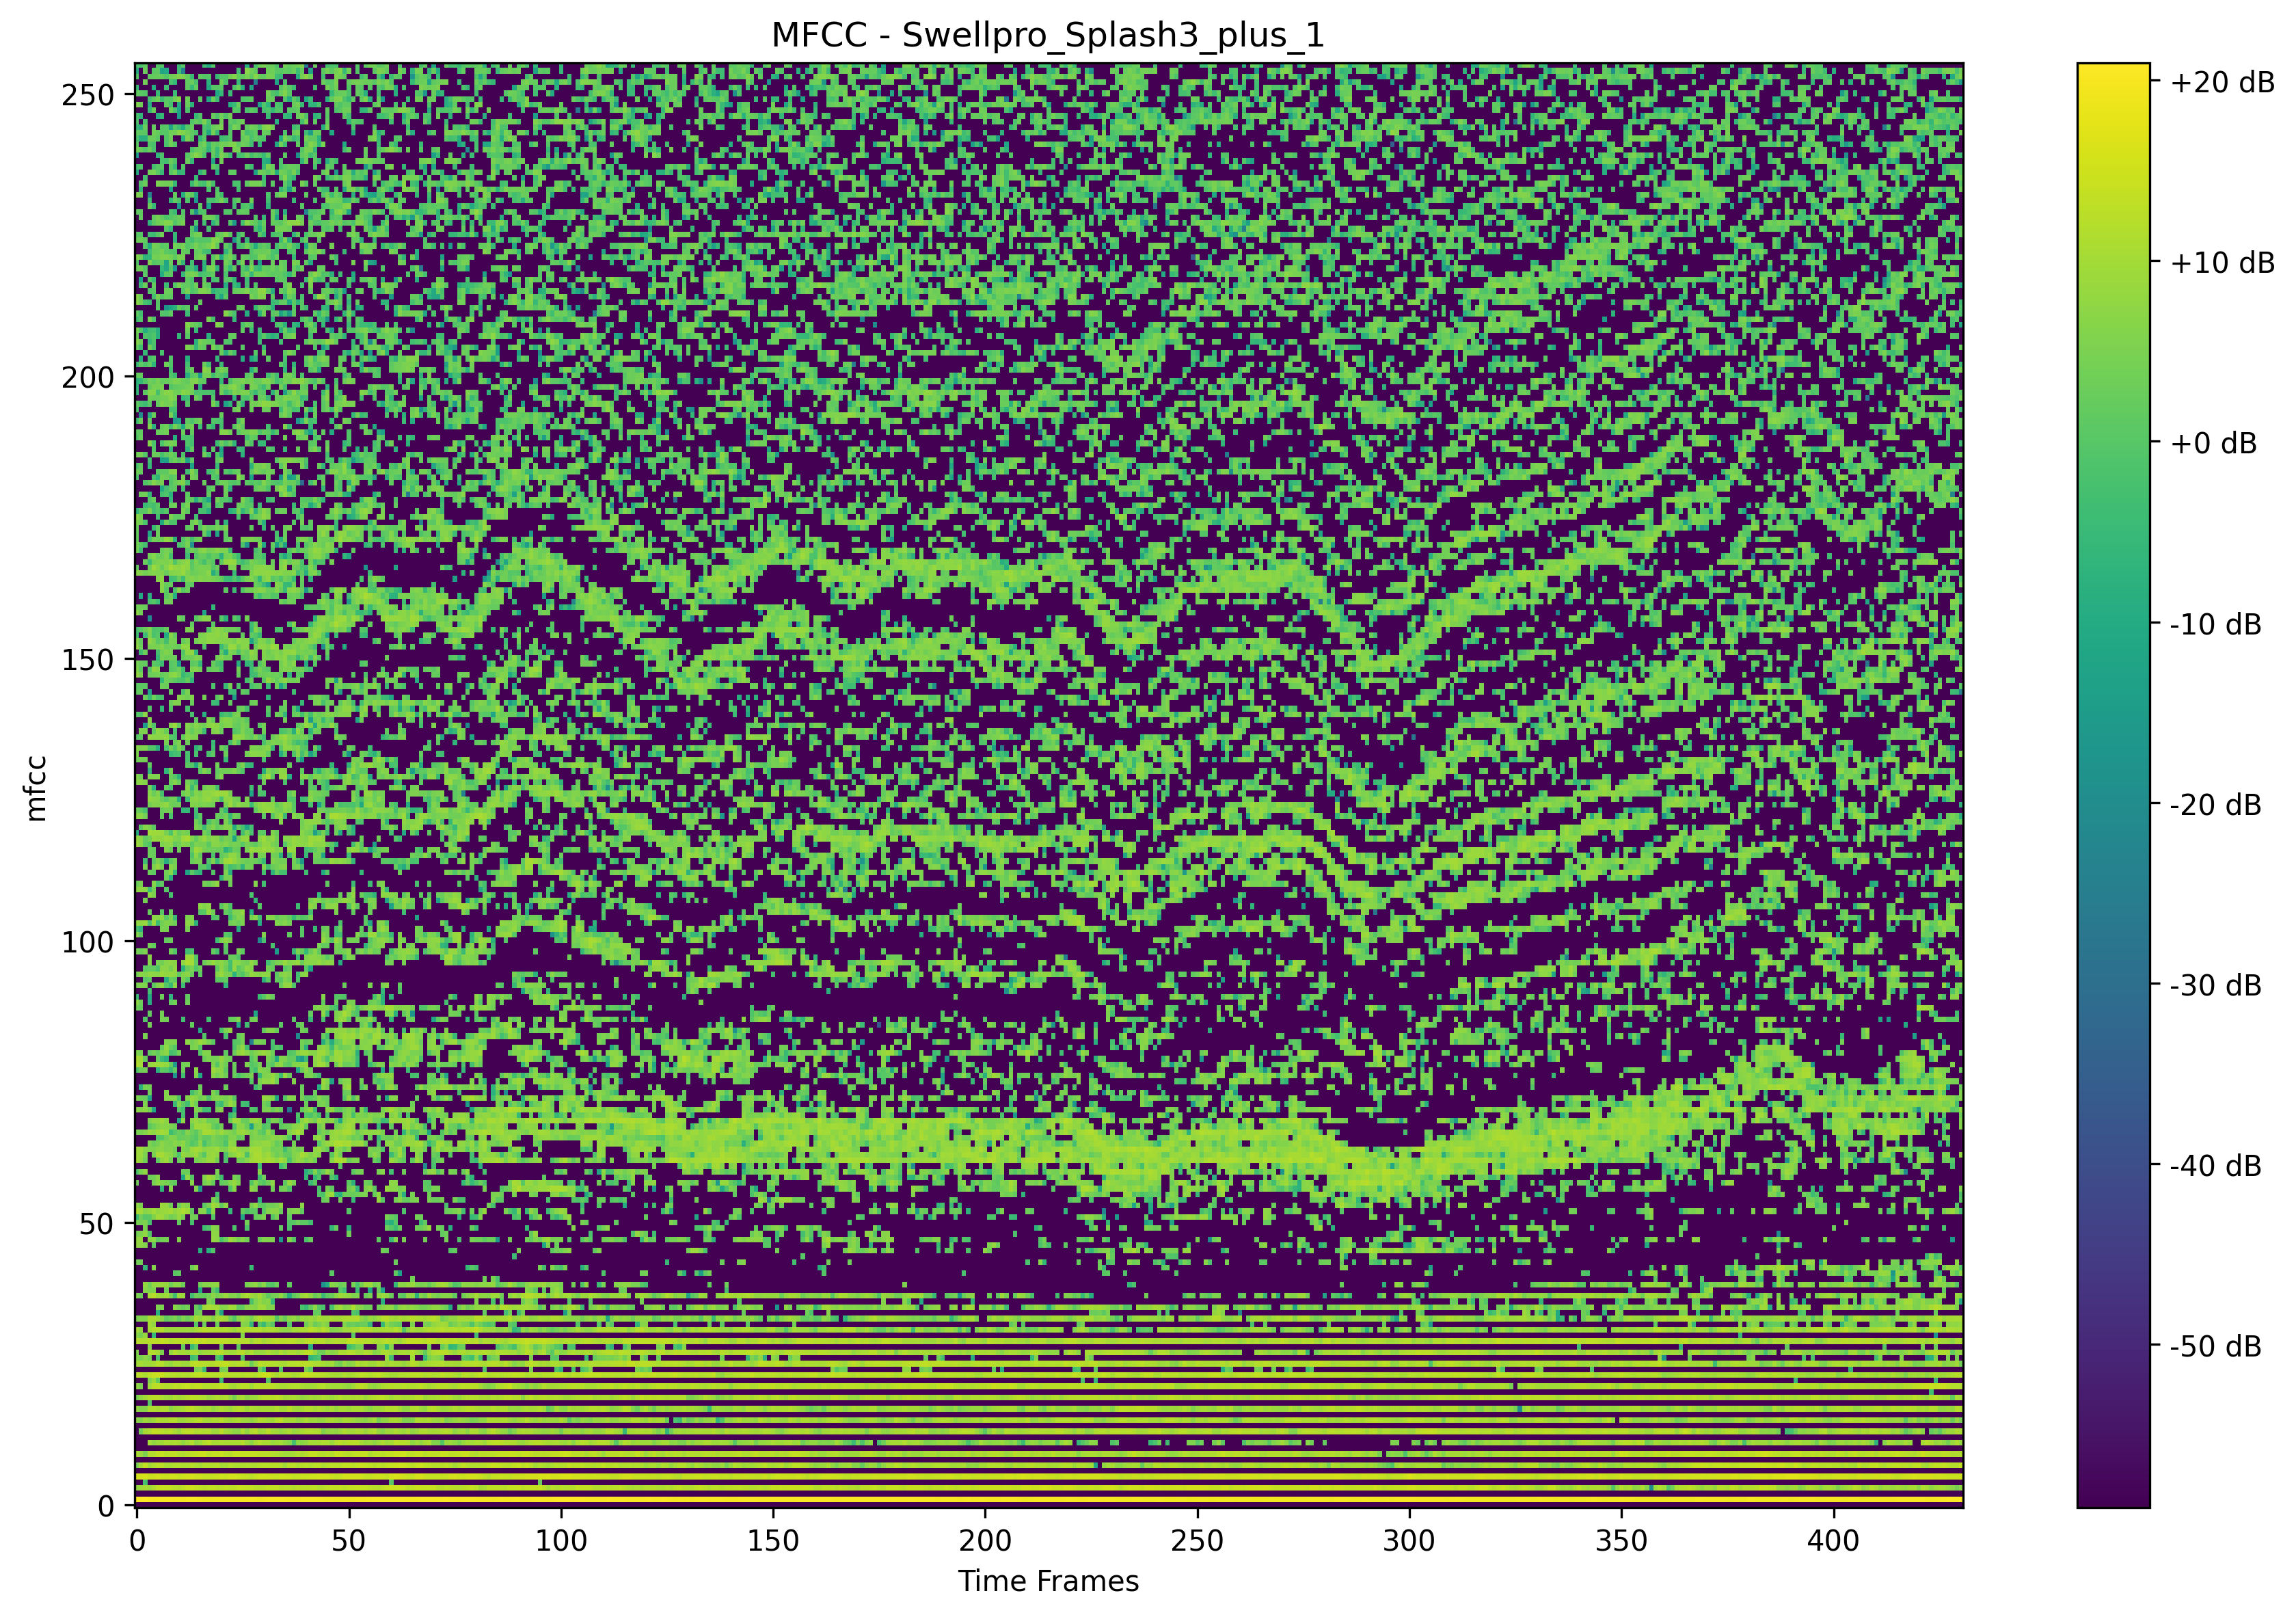 MFCC - Swellpro_Splash3_plus_1
250
200
150
100
50
0
mfcc
0 50 100 150 200 250 300 350 400
Time Frames
+20 dB
+10 dB
+0 dB
-10 dB
-20 dB
-30 dB
-40 dB
-50 dB